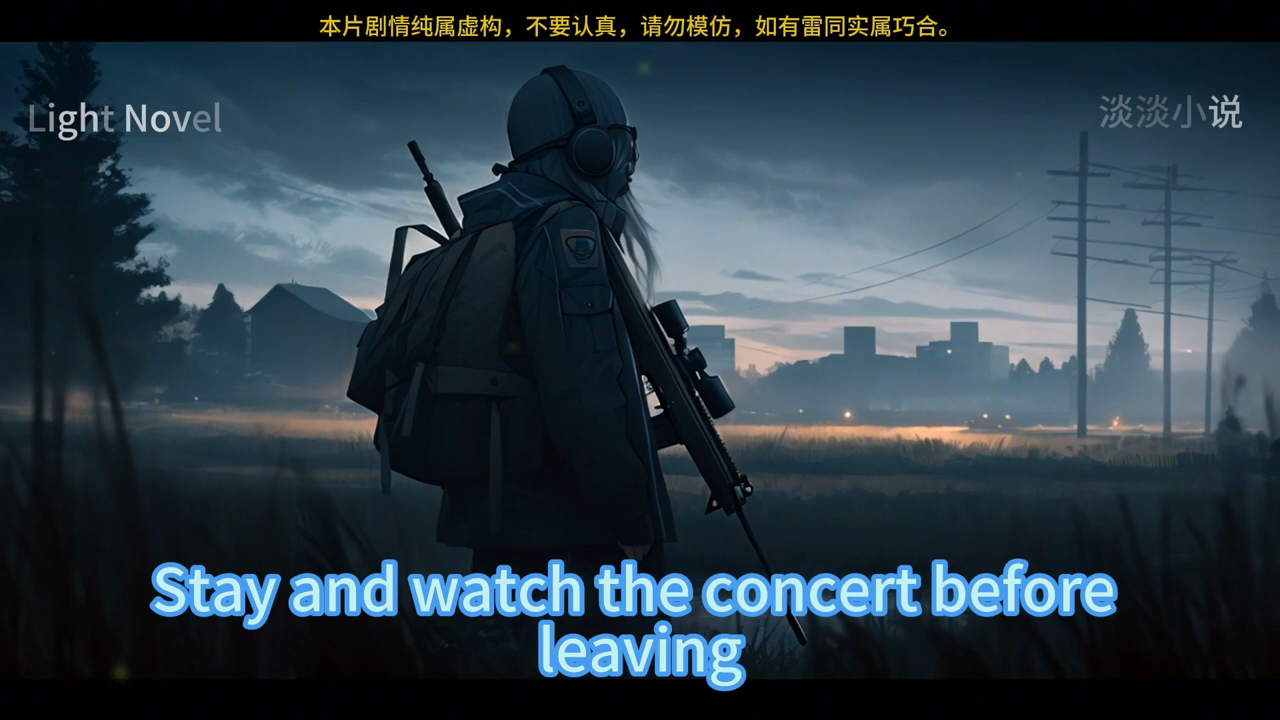 本片剧情纯属虚构，不要认真，请勿模仿，如有雷同实属巧合。
Light Novel
淡淡小说
Stay and watch the concert before
leaving